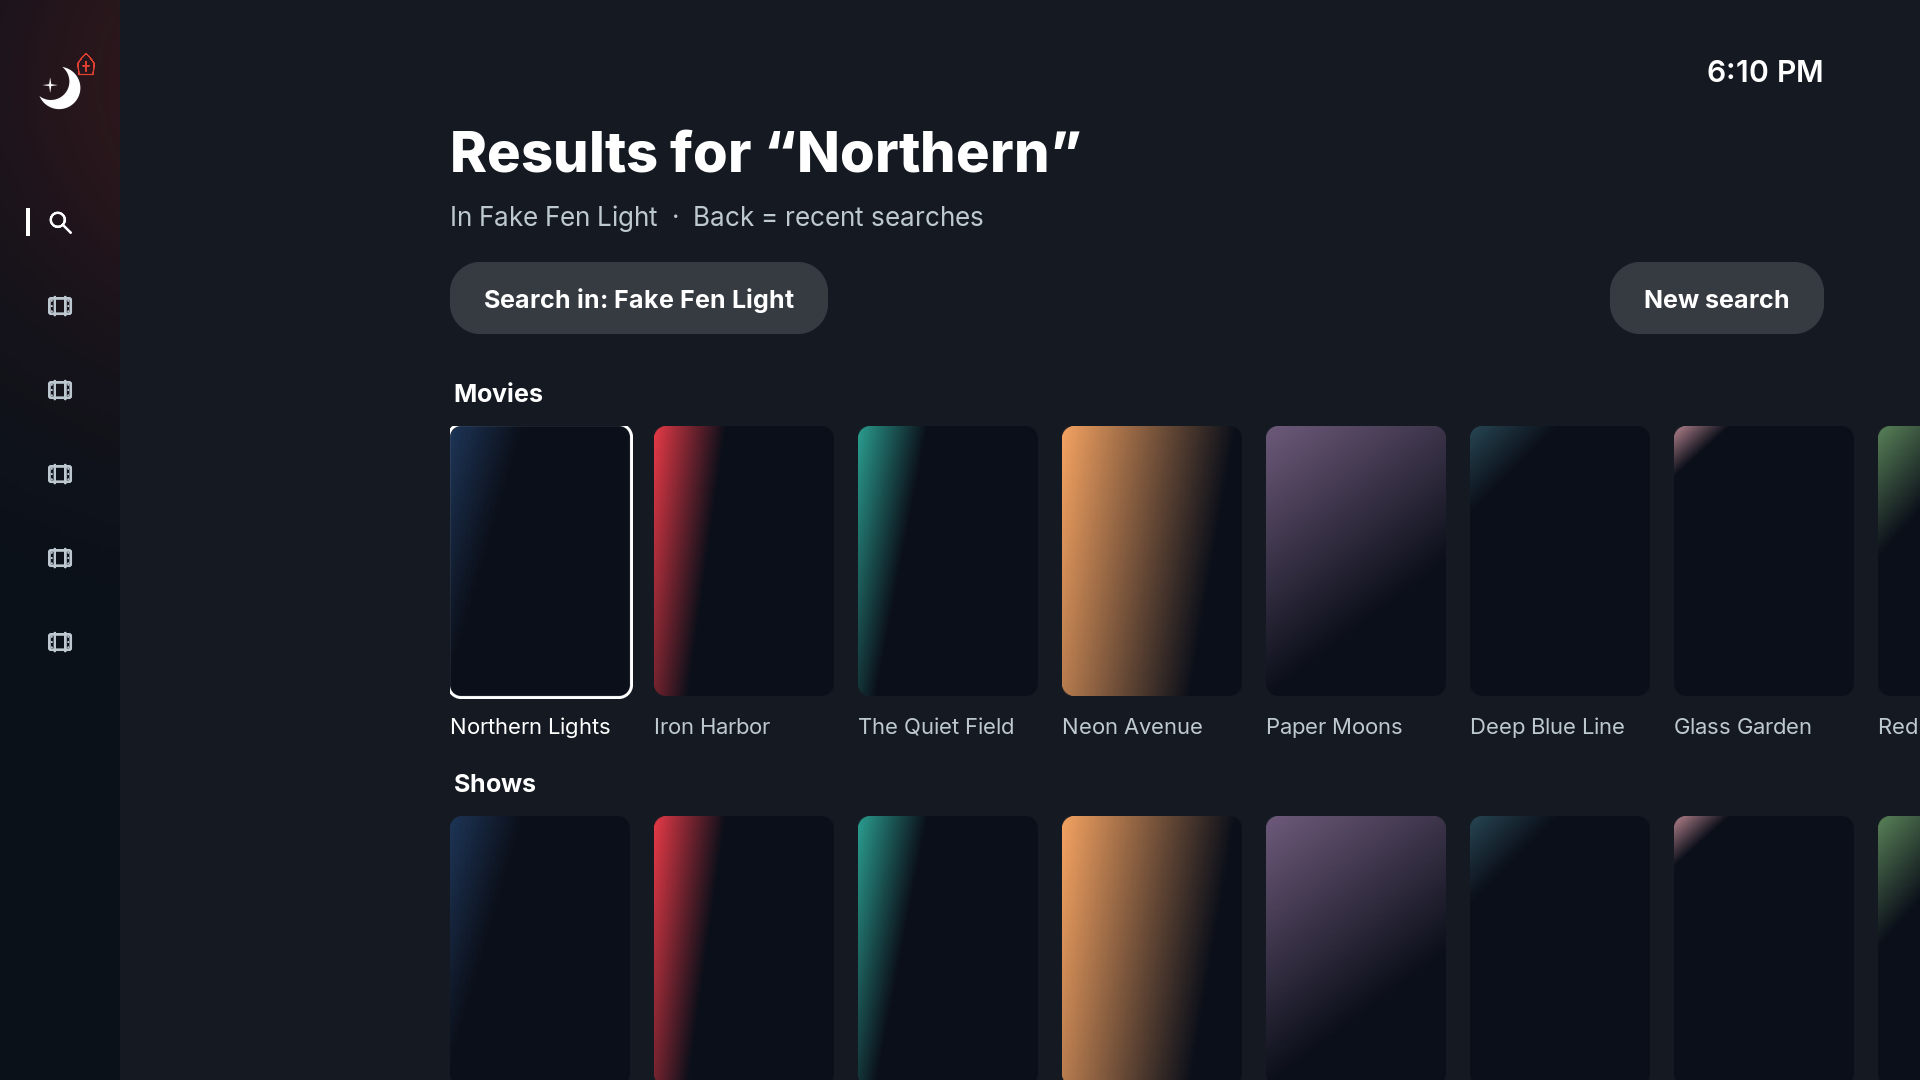 6:10 PM
Results for “Northern”
In Fake Fen Light · Back = recent searches
Search in: Fake Fen Light
New search
Movies
Northern Lights
Iron Harbor
The Quiet Field
Neon Avenue
Paper Moons
Deep Blue Line
Glass Garden
Red
Shows